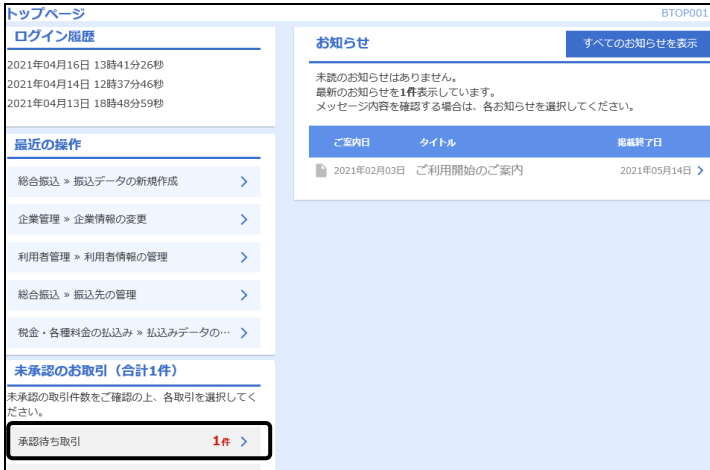 トップページ
BTOP001
ログイン履歴
2021年04月16日 13時41分26秒
2021年04月14日 12時37分46秒
2021年04月13日 18時48分59秒
最近の操作
総合振込 » 振込データの新規作成
企業管理 » 企業情報の変更
利用者管理 » 利用者情報の管理
総合振込 » 振込先の管理
税金・各種料金の払込み » 払込みデータの…
未承認のお取引（合計1件）
未承認の取引件数をご確認の上、各取引を選択してく
ださい。
承認待ち取引 1件
お知らせ
すべてのお知らせを表示
未読のお知らせはありません。
最新のお知らせを1件表示しています。
メッセージ内容を確認する場合は、各お知らせを選択してください。
ご案内日 タイトル 掲載終了日
2021年02月03日 ご利用開始のご案内 2021年05月14日